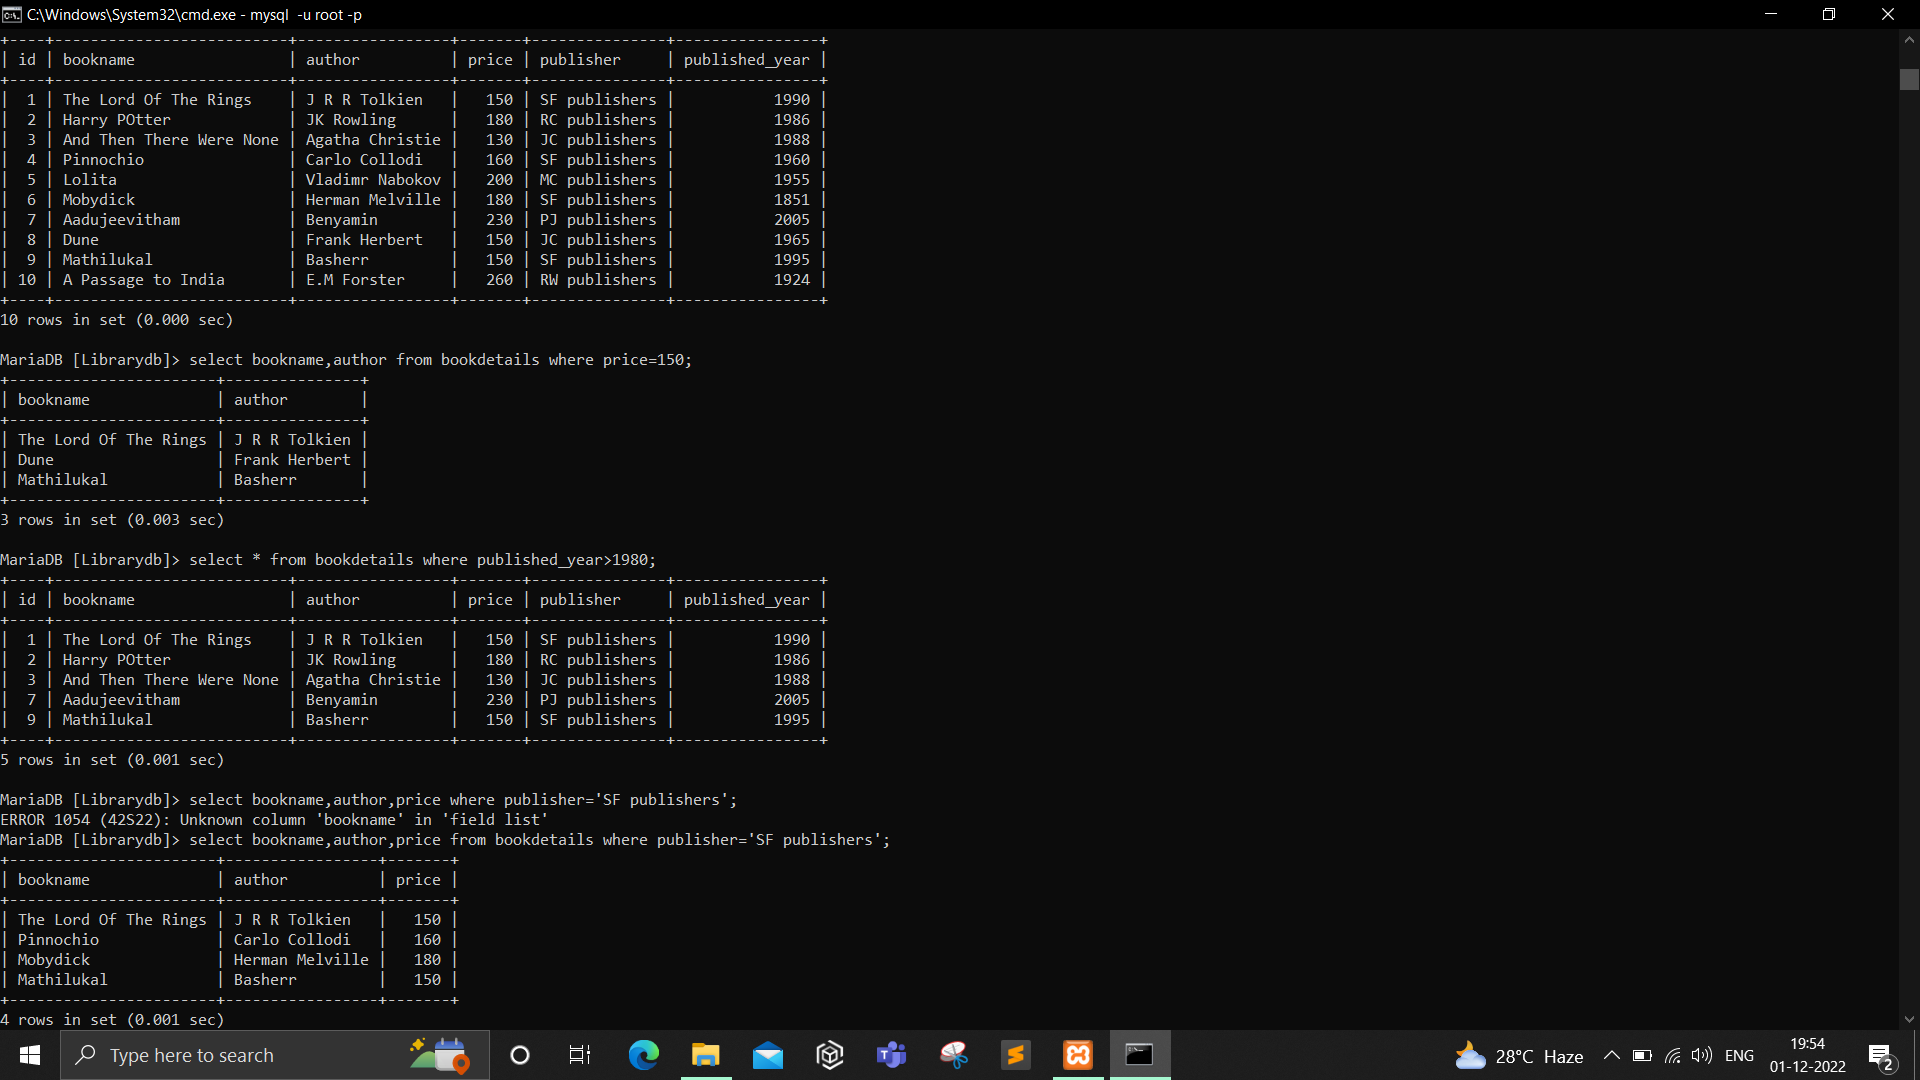 C:\Windows\System32\cmd.exe - mysql  -u root -p
+----+-------------------------+-----------------+-------+---------------+----------------+
| id | bookname                | author          | price | publisher     | published_year |
+----+-------------------------+-----------------+-------+---------------+----------------+
|  1 | The Lord Of The Rings   | J R R Tolkien   |   150 | SF publishers |           1990 |
|  2 | Harry POtter            | JK Rowling      |   180 | RC publishers |           1986 |
|  3 | And Then There Were None | Agatha Christie |   130 | JC publishers |           1988 |
|  4 | Pinnochio               | Carlo Collodi   |   160 | SF publishers |           1960 |
|  5 | Lolita                  | Vladimr Nabokov |   200 | MC publishers |           1955 |
|  6 | Mobydick                | Herman Melville |   180 | SF publishers |           1851 |
|  7 | Aadujeevitham           | Benyamin        |   230 | PJ publishers |           2005 |
|  8 | Dune                    | Frank Herbert   |   150 | JC publishers |           1965 |
|  9 | Mathilukal              | Basherr         |   150 | SF publishers |           1995 |
| 10 | A Passage to India      | E.M Forster     |   260 | RW publishers |           1924 |
+----+-------------------------+-----------------+-------+---------------+----------------+
10 rows in set (0.000 sec)
MariaDB [Librarydb]> select bookname,author from bookdetails where price=150;
+-----------------------+---------------+
| bookname              | author        |
+-----------------------+---------------+
| The Lord Of The Rings | J R R Tolkien |
| Dune                  | Frank Herbert |
| Mathilukal            | Basherr       |
+-----------------------+---------------+
3 rows in set (0.003 sec)
MariaDB [Librarydb]> select * from bookdetails where published_year>1980;
+----+-------------------------+-----------------+-------+---------------+----------------+
| id | bookname                | author          | price | publisher     | published_year |
+----+-------------------------+-----------------+-------+---------------+----------------+
|  1 | The Lord Of The Rings   | J R R Tolkien   |   150 | SF publishers |           1990 |
|  2 | Harry POtter            | JK Rowling      |   180 | RC publishers |           1986 |
|  3 | And Then There Were None | Agatha Christie |   130 | JC publishers |           1988 |
|  7 | Aadujeevitham           | Benyamin        |   230 | PJ publishers |           2005 |
|  9 | Mathilukal              | Basherr         |   150 | SF publishers |           1995 |
+----+-------------------------+-----------------+-------+---------------+----------------+
5 rows in set (0.001 sec)
MariaDB [Librarydb]> select bookname,author,price where publisher='SF publishers';
ERROR 1054 (42S22): Unknown column 'bookname' in 'field list'
MariaDB [Librarydb]> select bookname,author,price from bookdetails where publisher='SF publishers';
+-----------------------+-----------------+-------+
| bookname              | author          | price |
+-----------------------+-----------------+-------+
| The Lord Of The Rings | J R R Tolkien   |   150 |
| Pinnochio             | Carlo Collodi   |   160 |
| Mobydick              | Herman Melville |   180 |
| Mathilukal            | Basherr         |   150 |
+-----------------------+-----------------+-------+
4 rows in set (0.001 sec)
Type here to search
28°C  Haze
ENG
19:54
01-12-2022
2